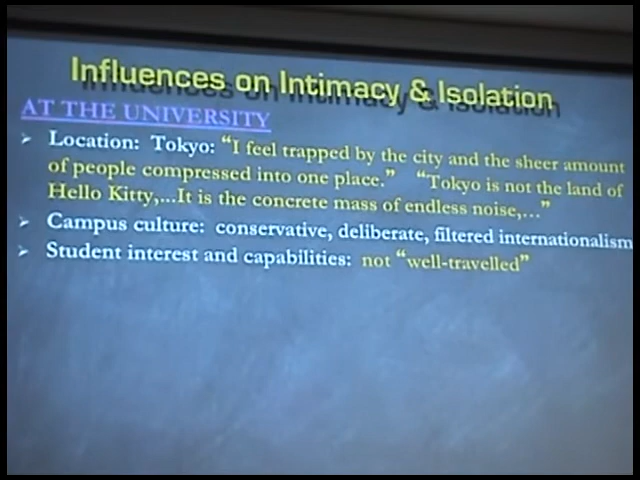 Influences on Intimacy & Isolation
AT THE UNIVERSITY
➢ Location: Tokyo: “I feel trapped by the city and the sheer amount
of people compressed into one place.” “Tokyo is not the land of
Hello Kitty,...It is the concrete mass of endless noise,...”
➢ Campus culture: conservative, deliberate, filtered internationalism
➢ Student interest and capabilities: not “well-travelled”